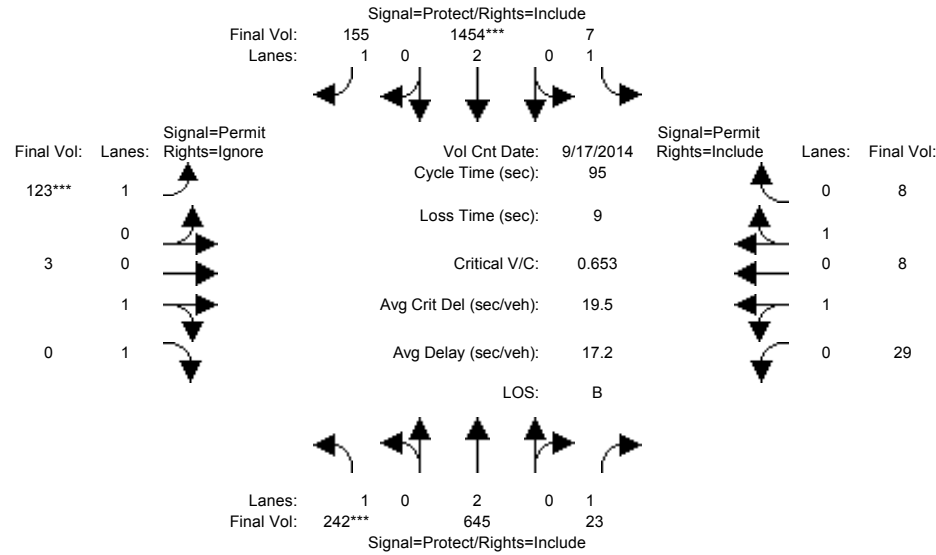 Signal=Protect/Rights=Include
Final Vol: 155 1454*** 7
Lanes: 1 0 2 0 1
Signal=Permit Signal=Permit
Final Vol: Lanes: Rights=Ignore Vol Cnt Date: 9/17/2014 Rights=Include Lanes: Final Vol:
Cycle Time (sec): 95
123*** 1 0 8
Loss Time (sec): 9
0 1
3 0 Critical V/C: 0.653 0 8
1 Avg Crit Del (sec/veh): 19.5 1
0 1 Avg Delay (sec/veh): 17.2 0 29
LOS: B
Lanes: 1 0 2 0 1
Final Vol: 242*** 645 23
Signal=Protect/Rights=Include